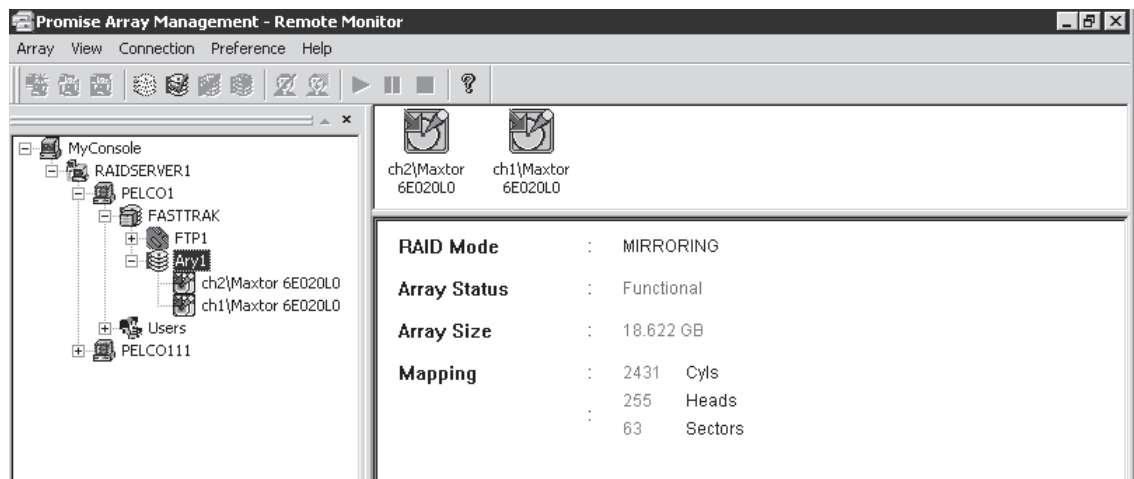 Promise Array Management - Remote Monitor
Array View Connection Preference Help
MyConsole
RAIDSERVER1
PELCO1
FASTTRAK
FTP1
Ary1
ch2\Maxtor 6E020L0
ch1\Maxtor 6E020L0
Users
PELCO111
ch2\Maxtor
6E020L0
ch1\Maxtor
6E020L0
RAID Mode : MIRRORING
Array Status : Functional
Array Size : 18.622 GB
Mapping : 2431 Cyls
255 Heads
:
63 Sectors